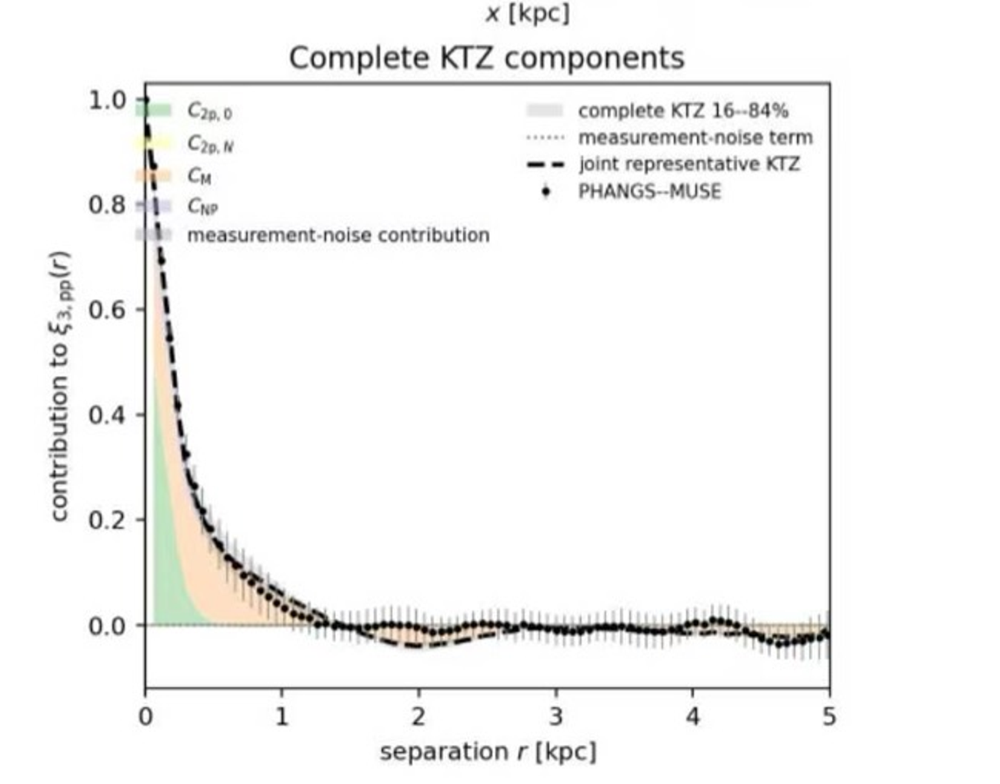 x [kpc]
Complete KTZ components
C2p, 0
C2p, N
CM
CNP
measurement-noise contribution
complete KTZ 16--84%
measurement-noise term
joint representative KTZ
PHANGS--MUSE
contribution to ξ3, pp(r)
1.0
0.8
0.6
0.4
0.2
0.0
0 1 2 3 4 5
separation r [kpc]